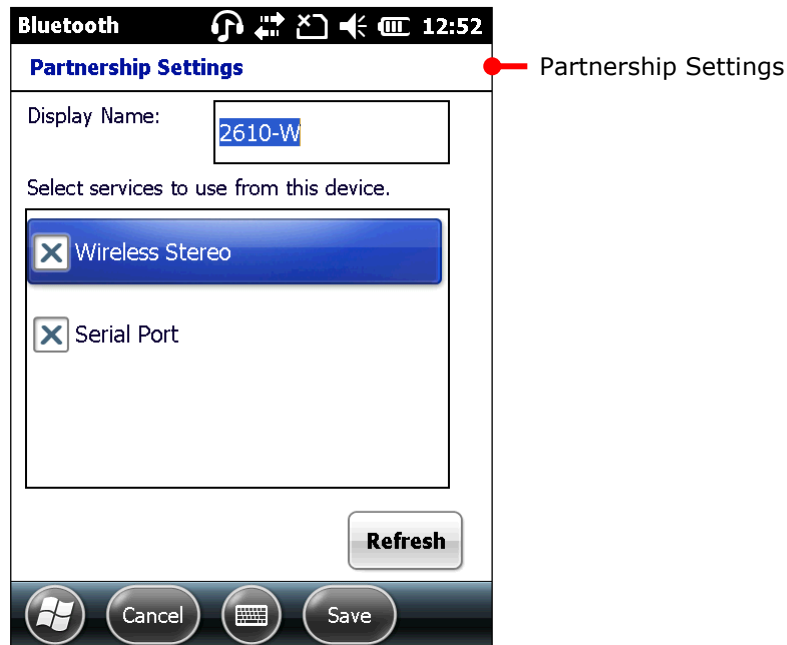 Bluetooth 12:52
Partnership Settings
Partnership Settings
Display Name:
2610-W
Select services to use from this device.
Wireless Stereo
Serial Port
Refresh
Cancel Save